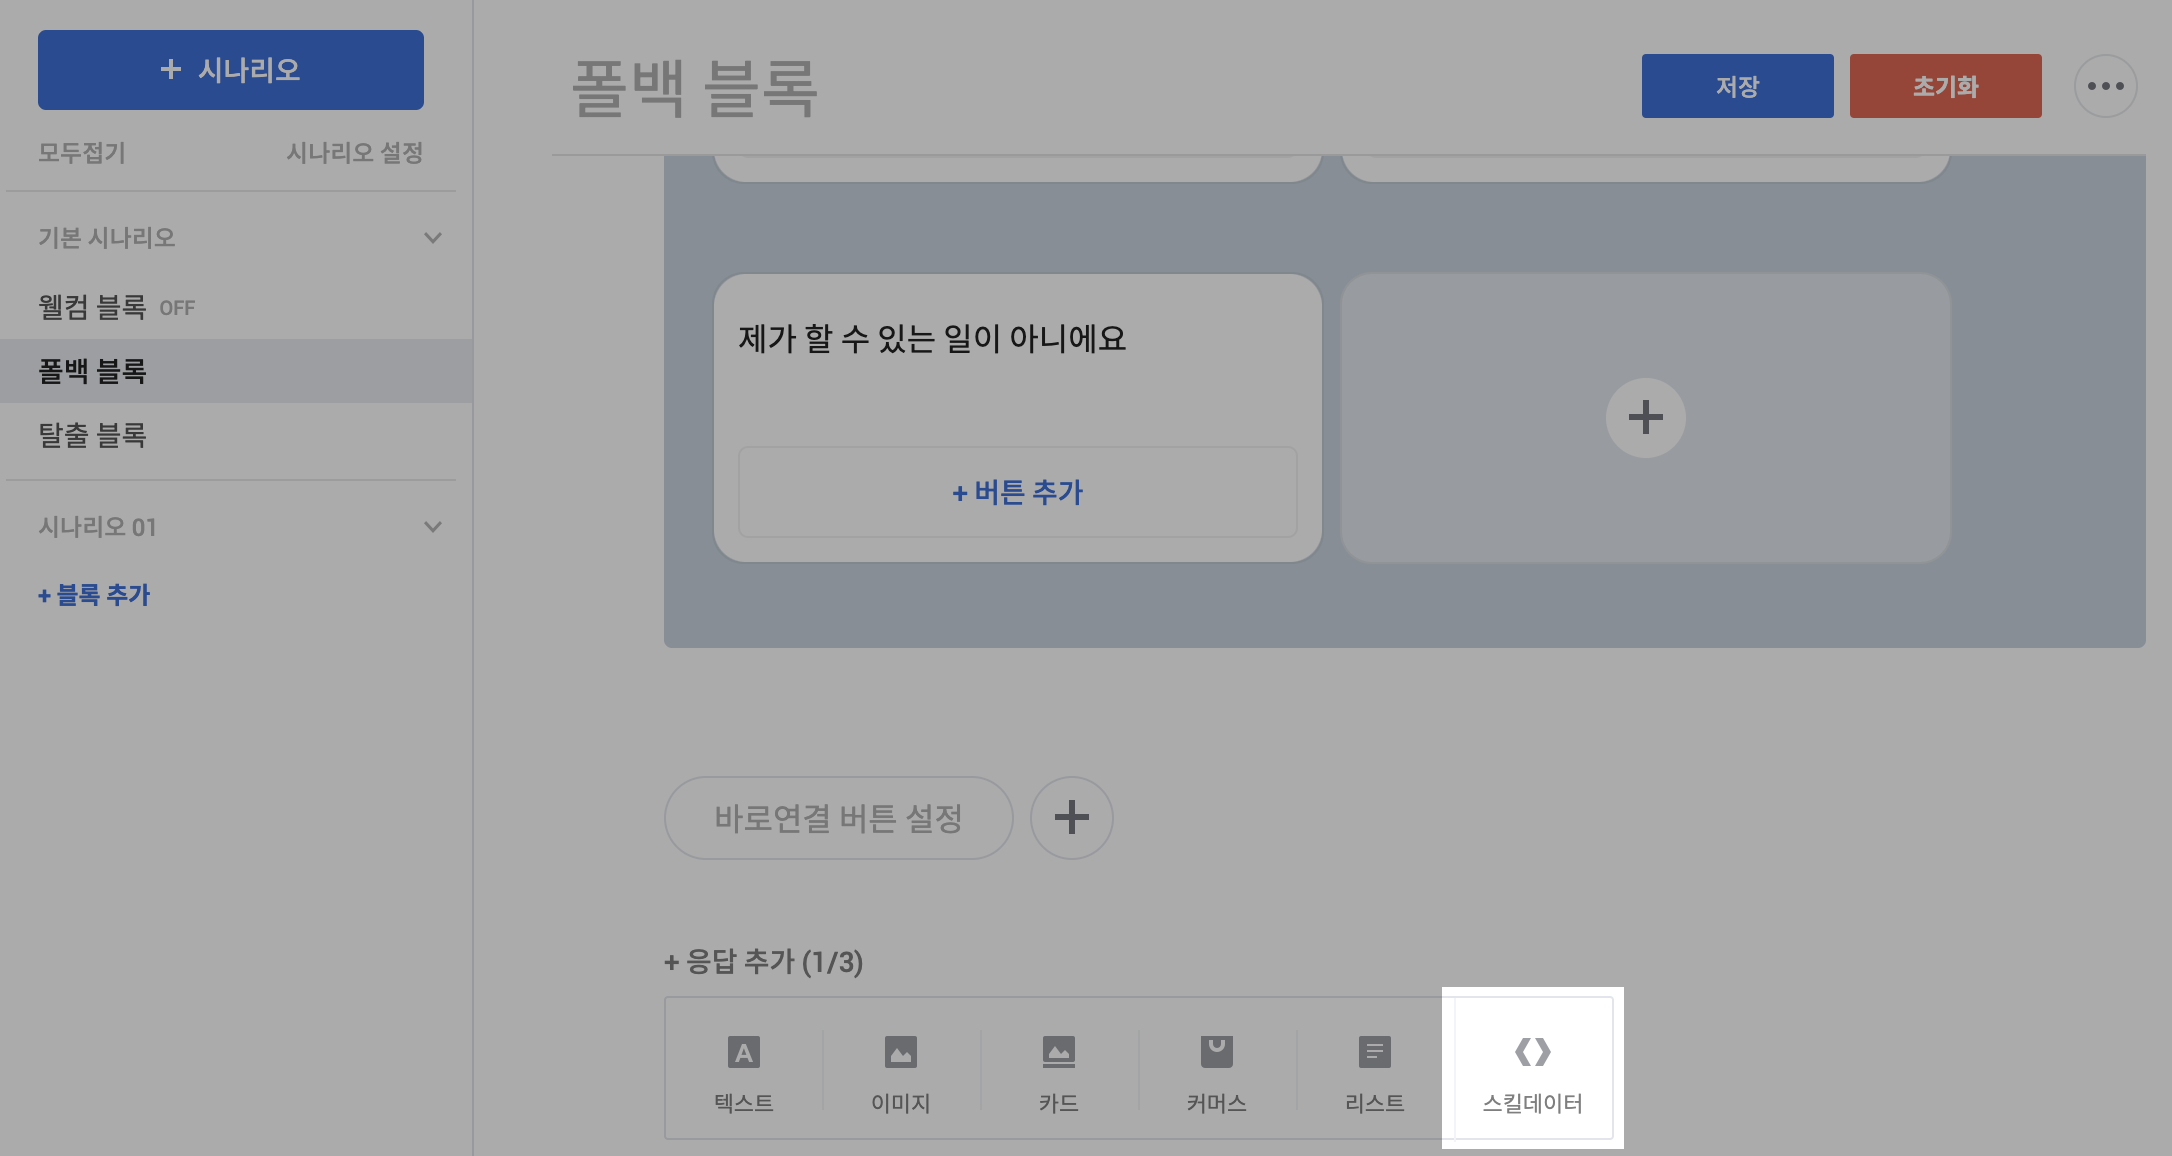 + 시나리오
모두접기
시나리오 설정
기본 시나리오
웰컴 블록 OFF
폴백 블록
탈출 블록
시나리오 01
+ 블록 추가
폴백 블록
저장
초기화
제가 할 수 있는 일이 아니에요
+ 버튼 추가
바로연결 버튼 설정
+ 응답 추가 (1/3)
텍스트
이미지
카드
커머스
리스트
스킬데이터